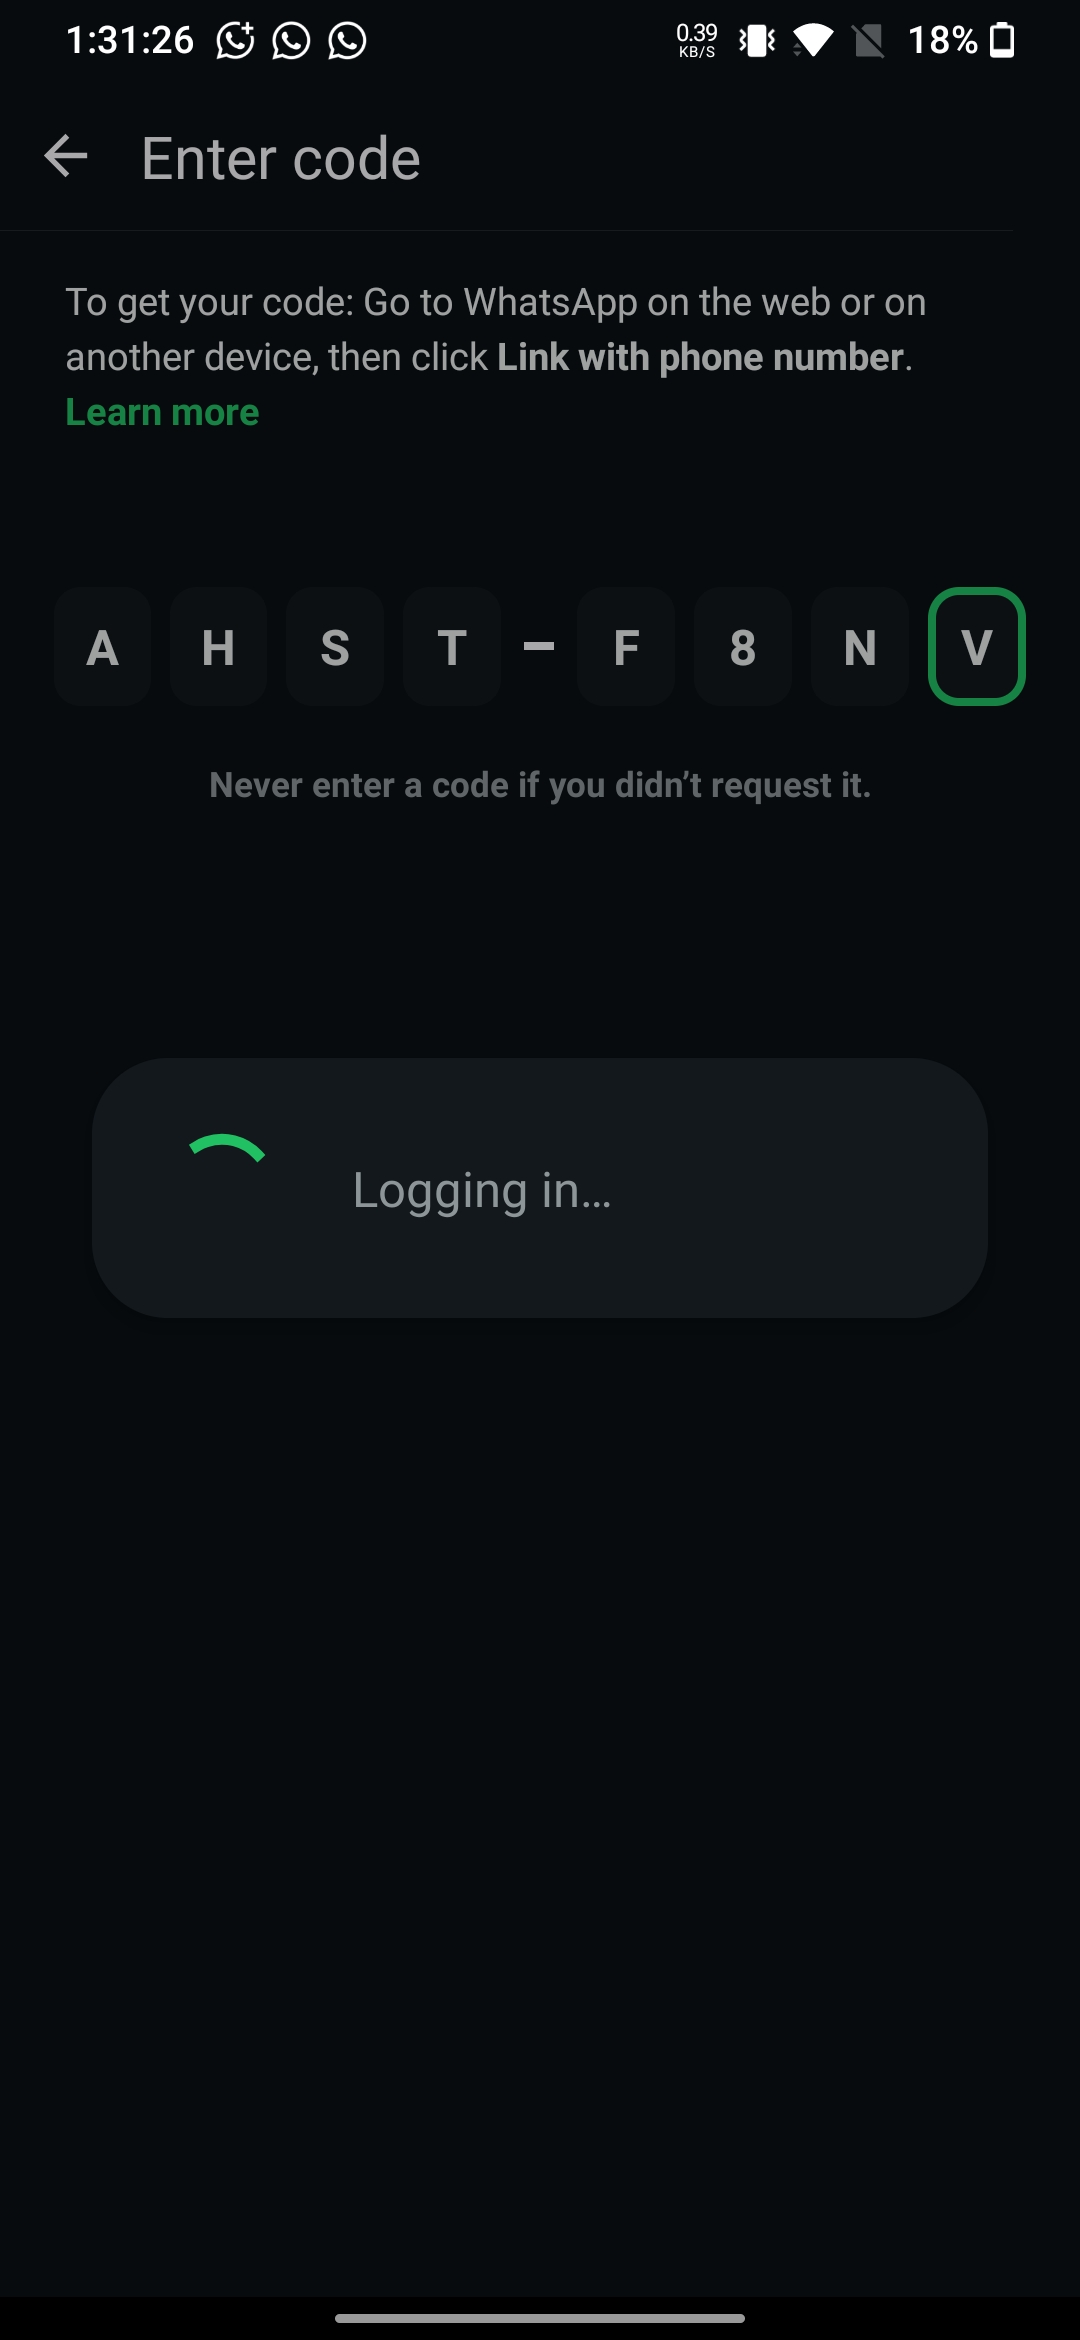 1:31:26 0.39 KB/S 18%
Enter code
To get your code: Go to WhatsApp on the web or on
another device, then click Link with phone number.
Learn more
A H S T – F 8 N V
Never enter a code if you didn’t request it.
Logging in…